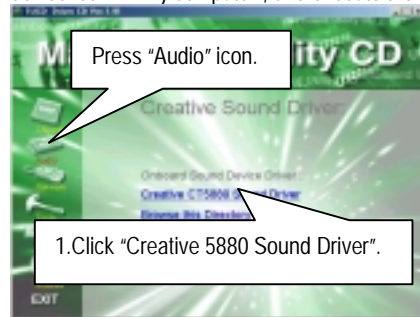 M
ity CD
Press “Audio” icon.
Creative Sound Driver:
Onboard Sound Device Driver :
Creative CT5880 Sound Driver
Browse this Directory
1.Click “Creative 5880 Sound Driver”.
EXIT